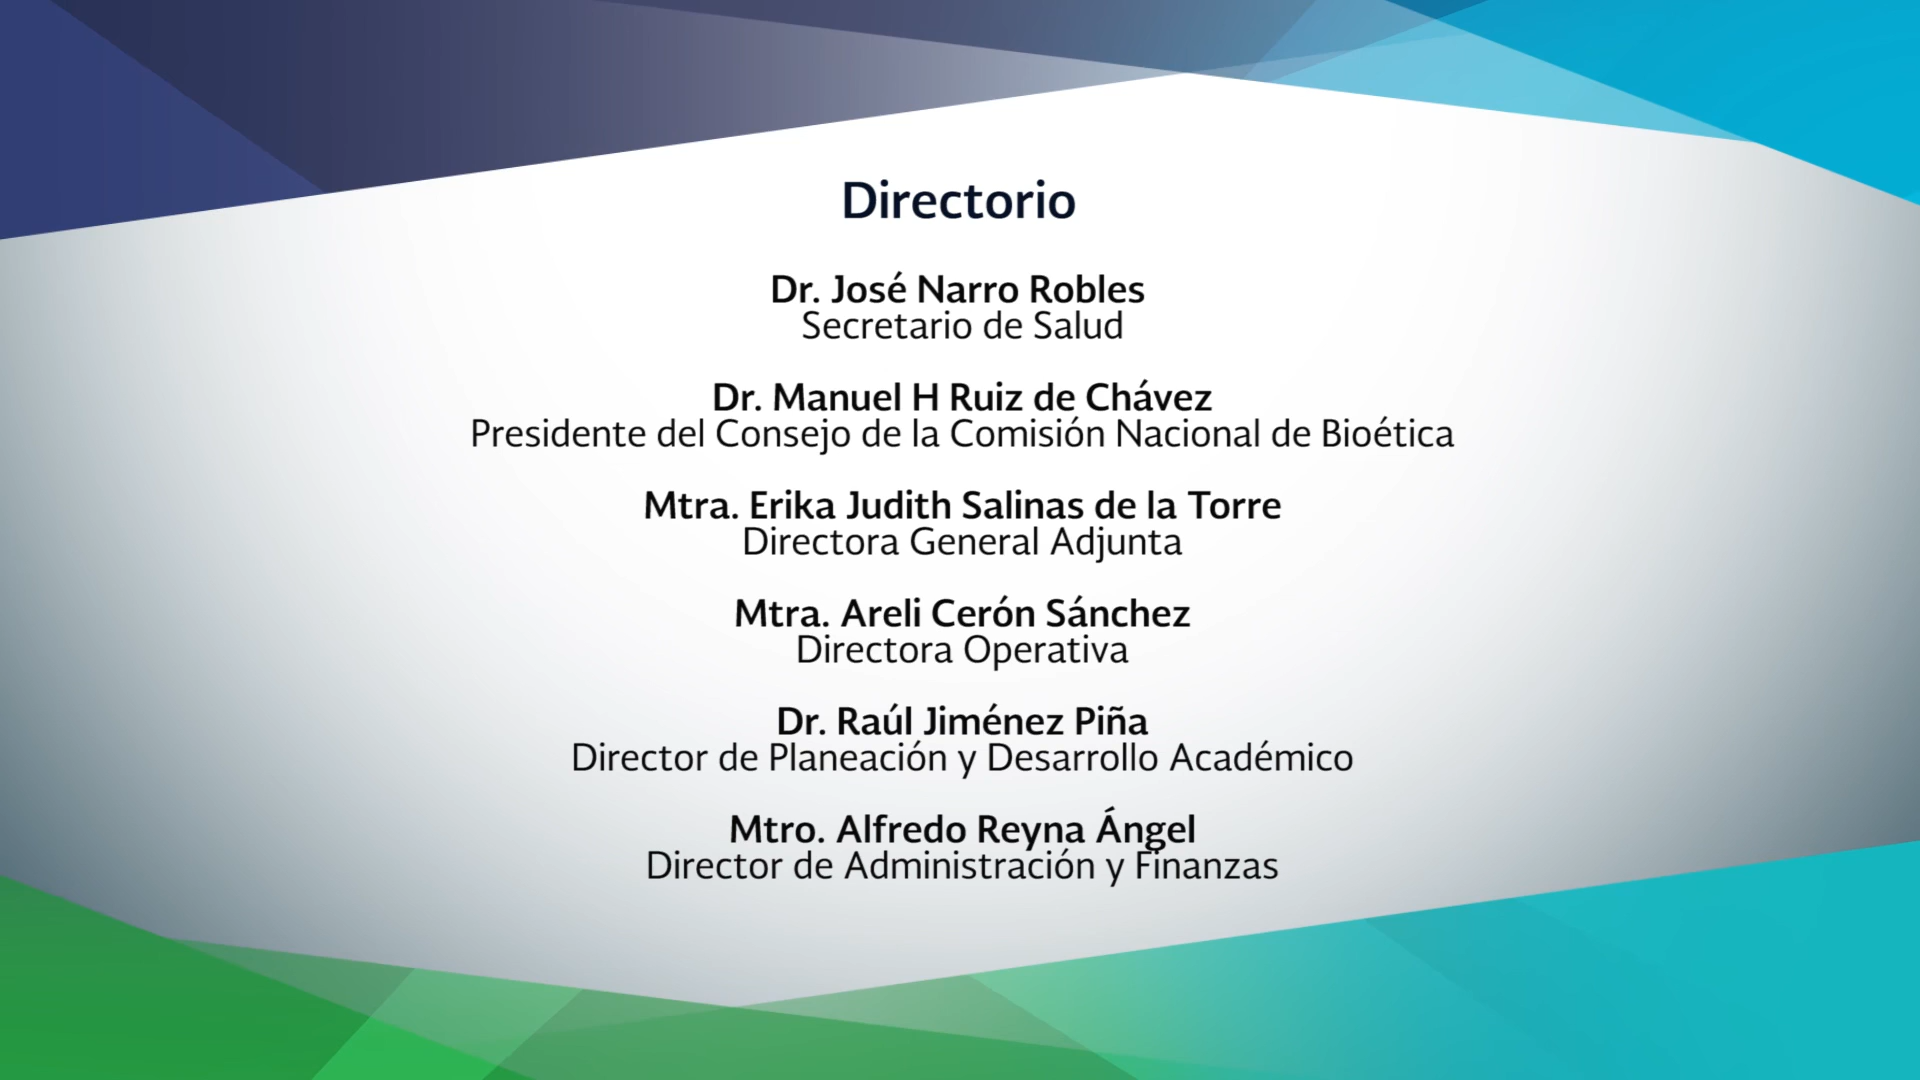 Directorio
Dr. José Narro Robles
Secretario de Salud
Dr. Manuel H Ruiz de Chávez
Presidente del Consejo de la Comisión Nacional de Bioética
Mtra. Erika Judith Salinas de la Torre
Directora General Adjunta
Mtra. Areli Cerón Sánchez
Directora Operativa
Dr. Raúl Jiménez Piña
Director de Planeación y Desarrollo Académico
Mtro. Alfredo Reyna Ángel
Director de Administración y Finanzas